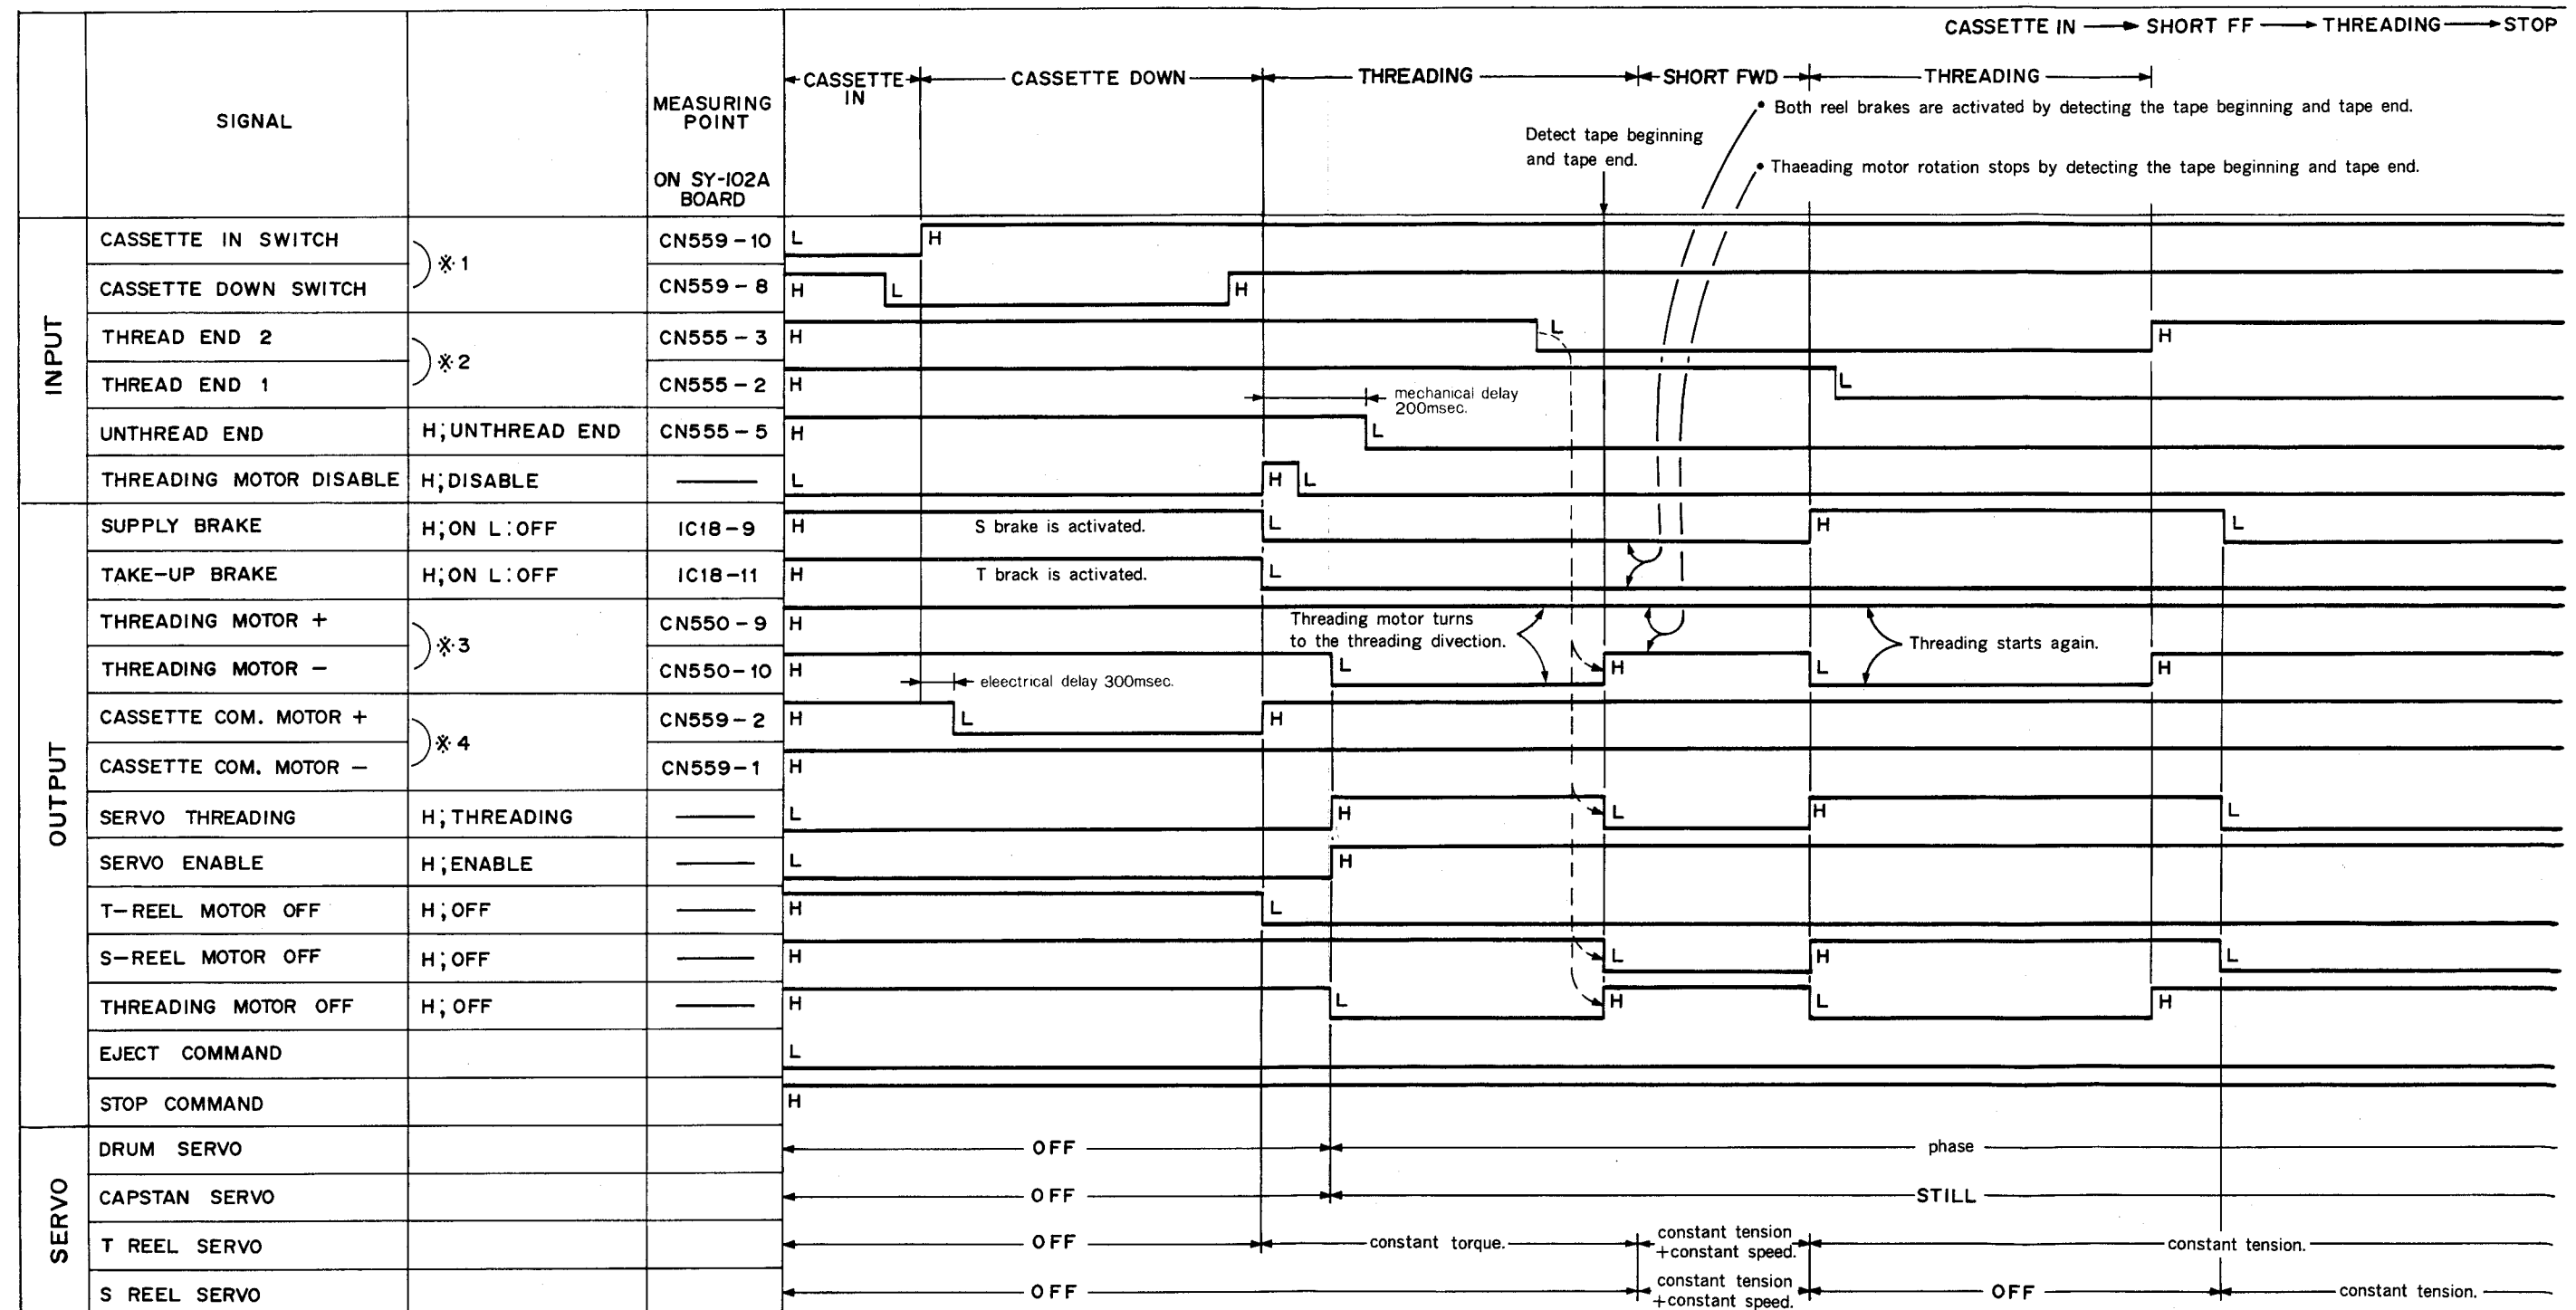 CASSETTE IN → SHORT FF → THREADING → STOP
SIGNAL
MEASURING
POINT
ON SY-102A
BOARD
CASSETTE
IN
CASSETTE DOWN
THREADING
SHORT FWD
THREADING
• Both reel brakes are activated by detecting the tape beginning and tape end.
Detect tape beginning
and tape end.
• Thaeading motor rotation stops by detecting the tape beginning and tape end.
INPUT
CASSETTE IN SWITCH CN559-10 L H
※1
CASSETTE DOWN SWITCH CN559-8 H L H
THREAD END 2 CN555-3 H L H
※2
THREAD END 1 CN555-2 H L
mechanical delay
200msec.
UNTHREAD END H;UNTHREAD END CN555-5 H L
THREADING MOTOR DISABLE H;DISABLE L H L
OUTPUT
SUPPLY BRAKE H;ON L:OFF IC18-9 H S brake is activated. L H L
TAKE-UP BRAKE H;ON L:OFF IC18-11 H T brack is activated. L
THREADING MOTOR + CN550-9 H
Threading motor turns
to the threading divection.
Threading starts again.
※3
THREADING MOTOR - CN550-10 H L H L H
eleectrical delay 300msec.
CASSETTE COM. MOTOR + CN559-2 H L H
※4
CASSETTE COM. MOTOR - CN559-1 H
SERVO THREADING H;THREADING L H L H L
SERVO ENABLE H;ENABLE L H
T-REEL MOTOR OFF H;OFF H L
S-REEL MOTOR OFF H;OFF H L H L
THREADING MOTOR OFF H;OFF H L H L H
EJECT COMMAND L
STOP COMMAND H
SERVO
DRUM SERVO OFF phase
CAPSTAN SERVO OFF STILL
T REEL SERVO OFF constant torque. constant tension
+constant speed. constant tension.
S REEL SERVO OFF constant tension
+constant speed. OFF constant tension.